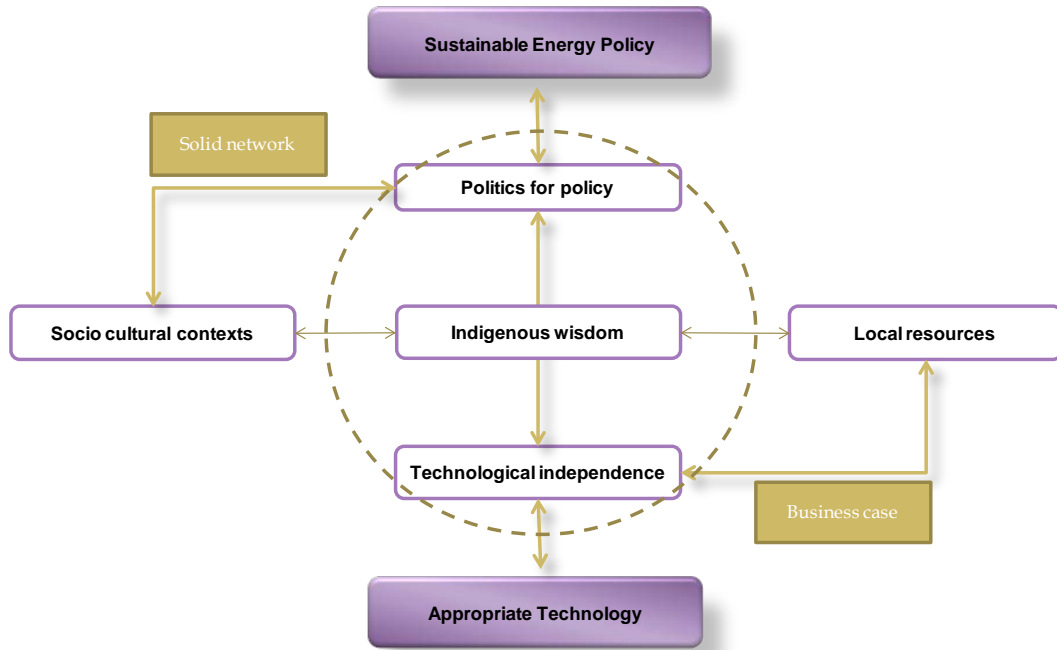 Sustainable Energy Policy
Solid network
Politics for policy
Socio cultural contexts
Indigenous wisdom
Local resources
Technological independence
Business case
Appropriate Technology